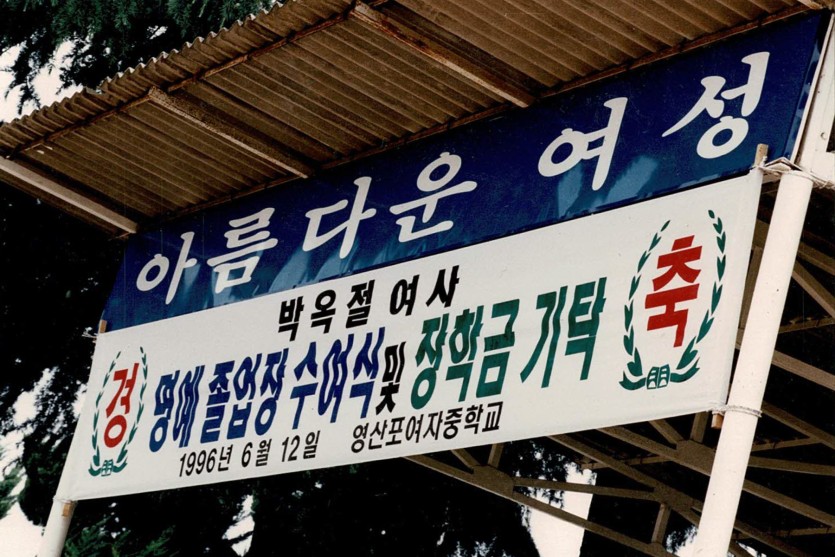 아름다운 여성
박옥절 여사
경 명예 졸업장 수여식 및 장학금 기탁 축
1996년 6월 12일 영산포여자중학교